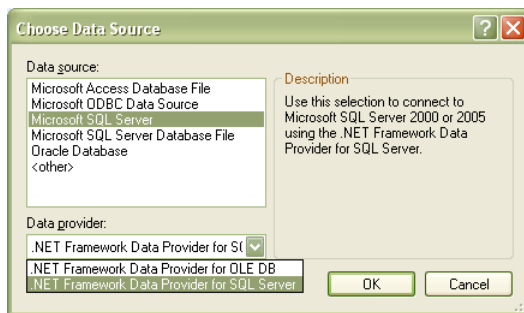 Choose Data Source
Data source:
Microsoft Access Database File
Microsoft ODBC Data Source
Microsoft SQL Server
Microsoft SQL Server Database File
Oracle Database
<other>
Description
Use this selection to connect to
Microsoft SQL Server 2000 or 2005
using the .NET Framework Data
Provider for SQL Server.
Data provider:
.NET Framework Data Provider for S
.NET Framework Data Provider for OLE DB
.NET Framework Data Provider for SQL Server
OK
Cancel